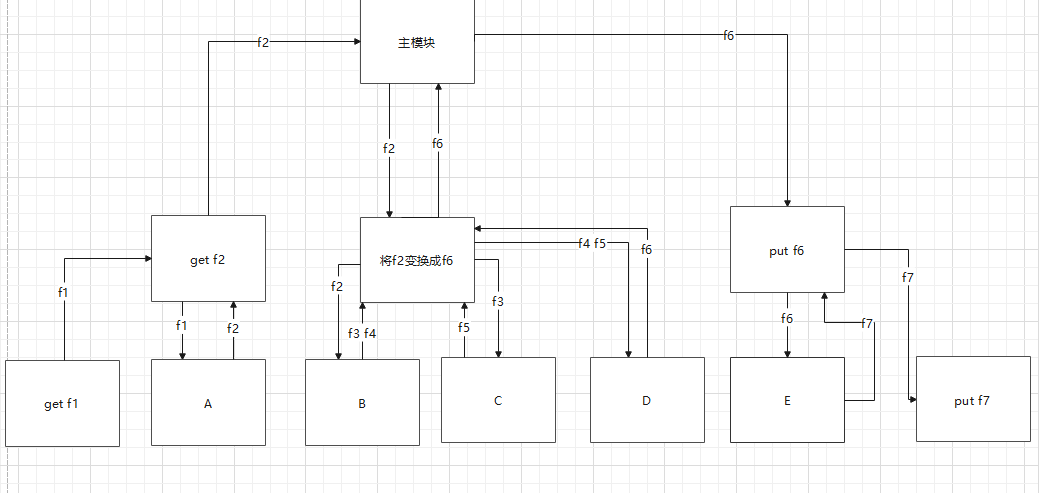 f2
主模块
f6
f2
f6
get f2
将f2变换成f6
f4 f5
f6
put f6
f1
f2
f3
f7
f1
f2
f3 f4
f5
f6
f7
get f1
A
B
C
D
E
put f7